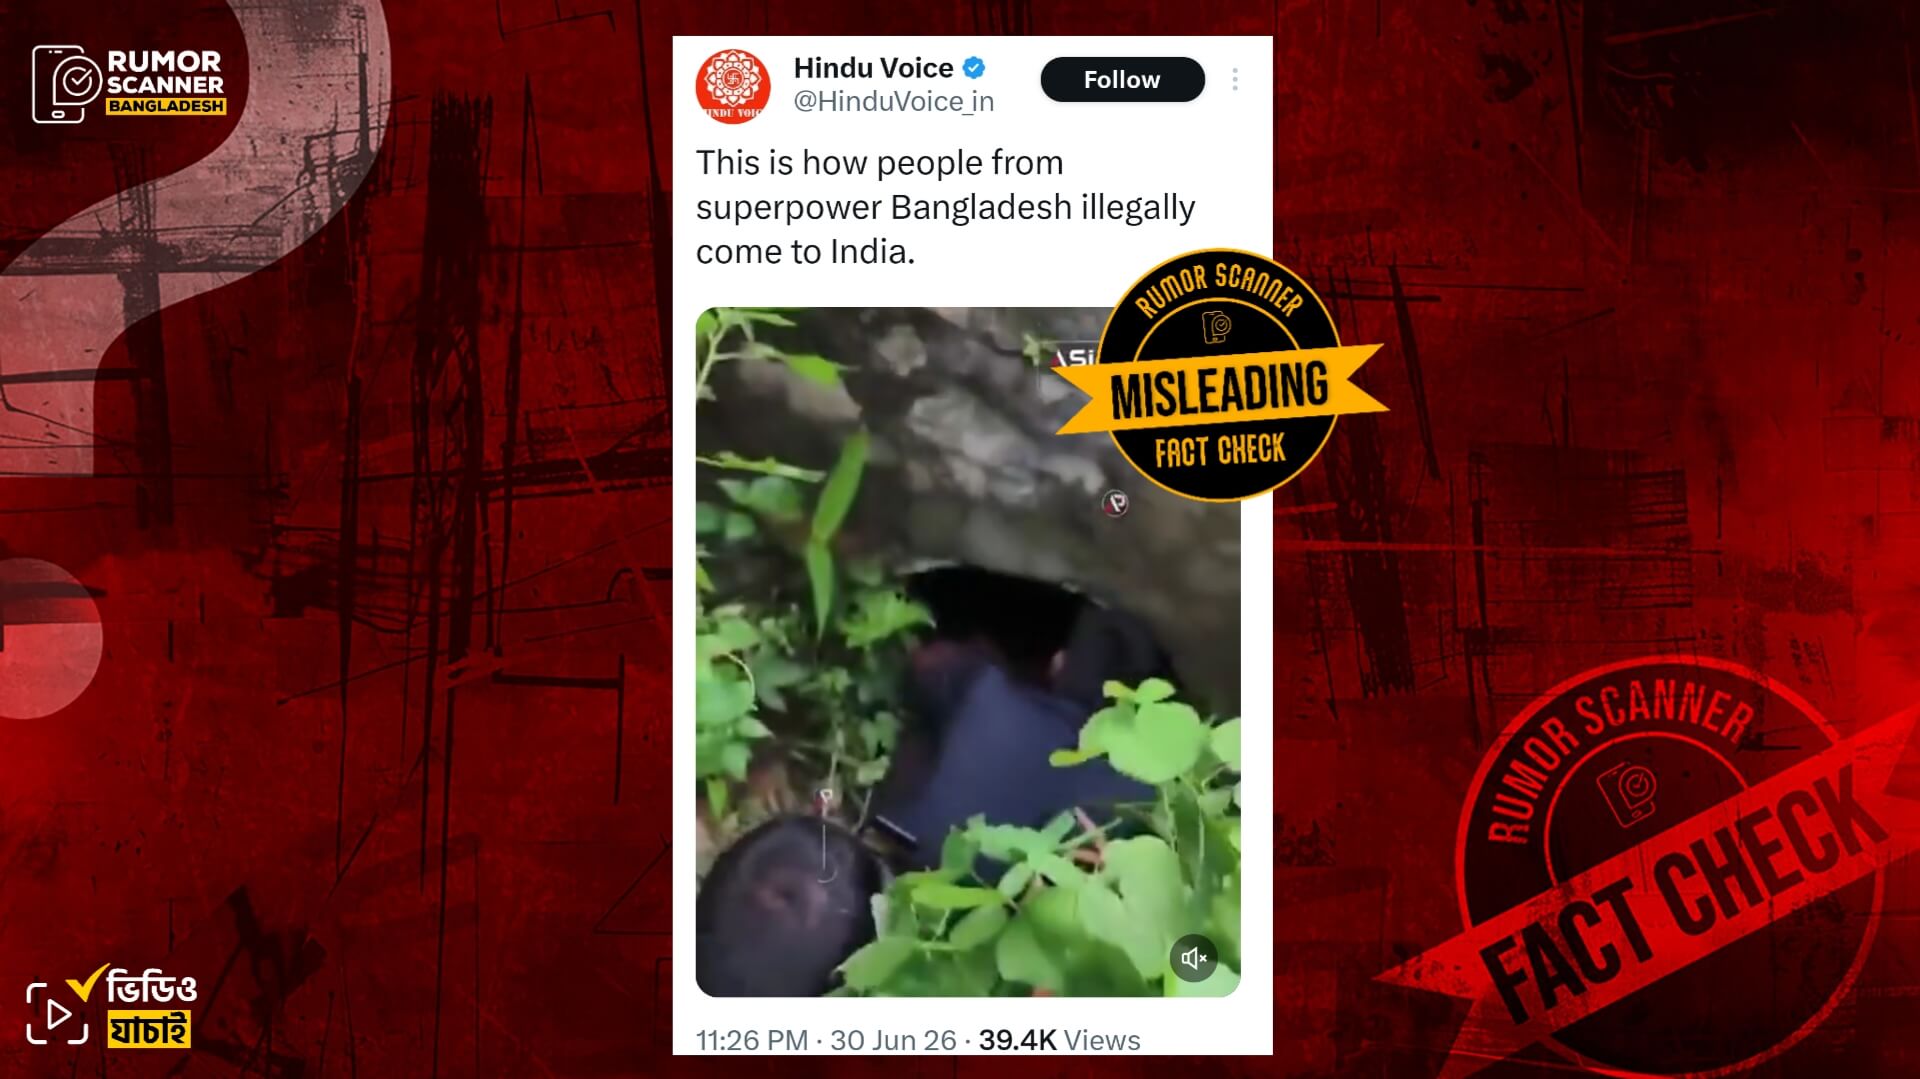 RUMOR
SCANNER
BANGLADESH
Hindu Voice
@HinduVoice_in
Follow
This is how people from
superpower Bangladesh illegally
come to India.
RUMOR SCANNER
MISLEADING
FACT CHECK
11:26 PM · 30 Jun 26 · 39.4K Views
ভিডিও
যাচাই
RUMOR SCANNER
FACT CHECK